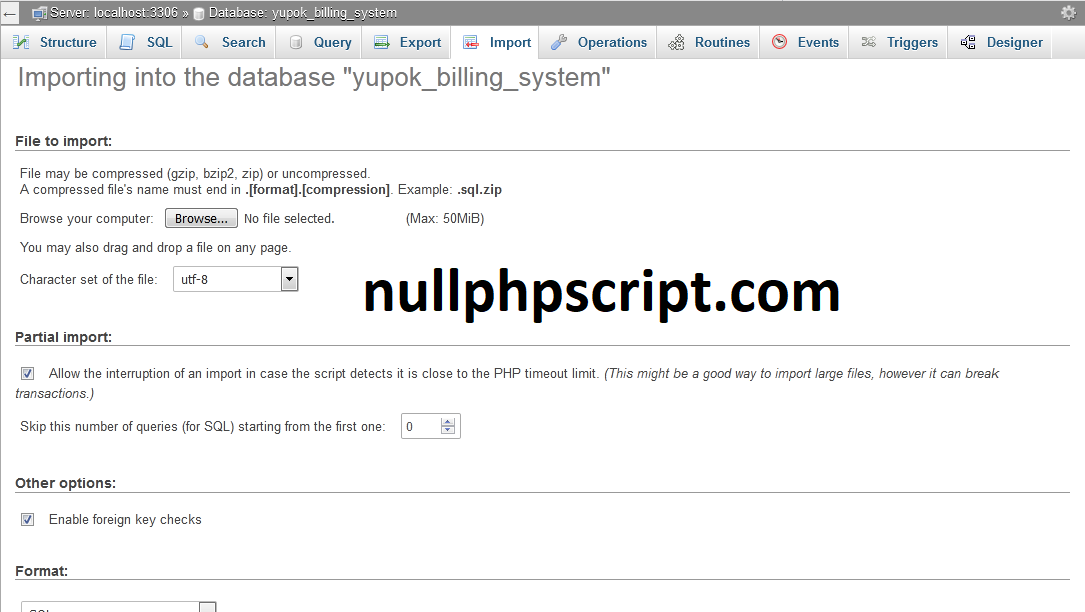 Server: localhost:3306 » Database: yupok_billing_system
Structure SQL Search Query Export Import Operations Routines Events Triggers Designer
Importing into the database "yupok_billing_system"
File to import:
File may be compressed (gzip, bzip2, zip) or uncompressed.
A compressed file's name must end in .[format].[compression]. Example: .sql.zip
Browse your computer: Browse... No file selected. (Max: 50MiB)
You may also drag and drop a file on any page.
Character set of the file: utf-8
nullphpscript.com
Partial import:
Allow the interruption of an import in case the script detects it is close to the PHP timeout limit. (This might be a good way to import large files, however it can break
transactions.)
Skip this number of queries (for SQL) starting from the first one: 0
Other options:
Enable foreign key checks
Format: